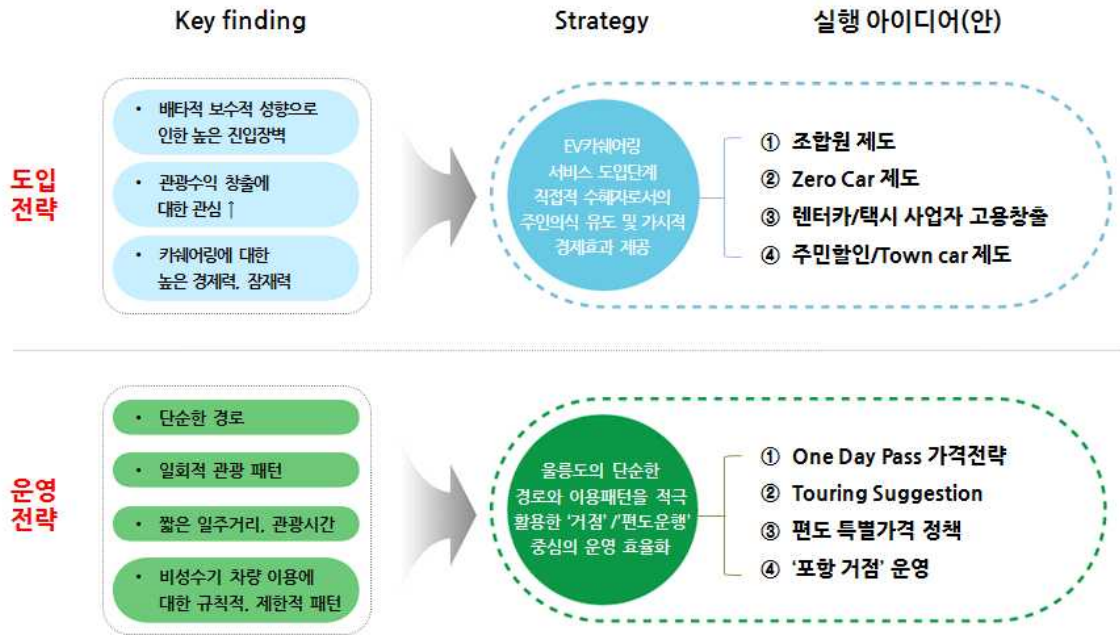 Key finding
Strategy
실행 아이디어(안)
도입
전략
• 배타적 보수적 성향으로
인한 높은 진입장벽
• 관광수익 창출에
대한 관심 ↑
• 카쉐어링에 대한
높은 경제력, 잠재력
EV카쉐어링
서비스 도입단계
직접적 수혜자로서의
주인의식 유도 및 가시적
경제효과 제공
① 조합원 제도
② Zero Car 제도
③ 렌터카/택시 사업자 고용창출
④ 주민할인/Town car 제도
운영
전략
• 단순한 경로
• 일회적 관광 패턴
• 짧은 일주거리, 관광시간
• 비성수기 차량 이용에
대한 규칙적, 제한적 패턴
울릉도의 단순한
경로와 이용패턴을 적극
활용한 ‘거점’ /‘편도운행’
중심의 운영 효율화
① One Day Pass 가격전략
② Touring Suggestion
③ 편도 특별가격 정책
④ ‘포항 거점’ 운영